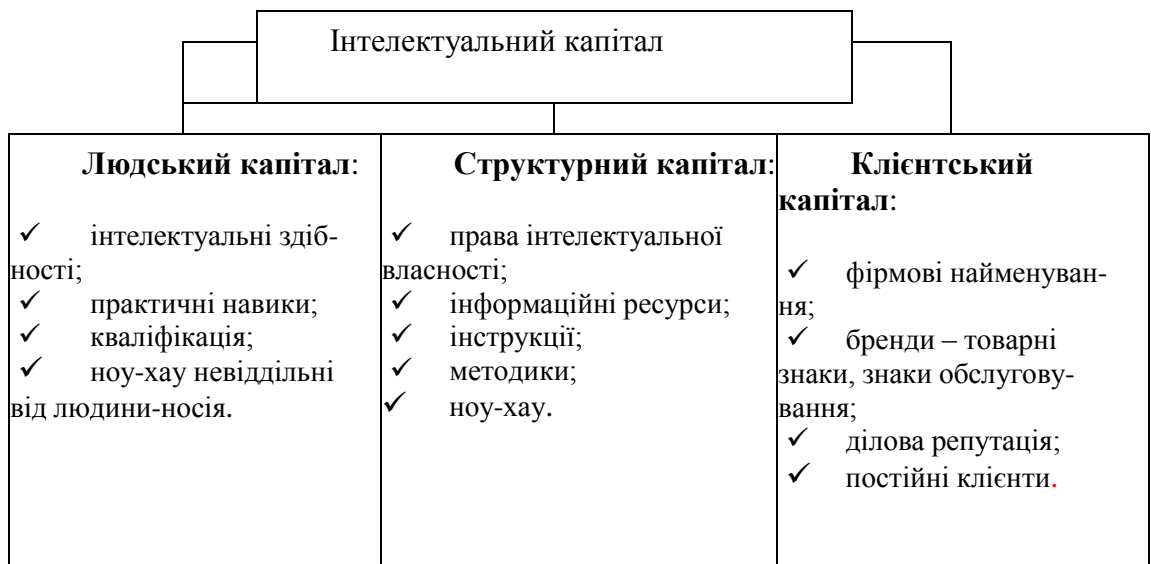 Інтелектуальний капітал
Людський капітал:
✓ інтелектуальні здіб-
ності;
✓ практичні навики;
✓ кваліфікація;
✓ ноу-хау невіддільні
від людини-носія.
Структурний капітал:
✓ права інтелектуальної
власності;
✓ інформаційні ресурси;
✓ інструкції;
✓ методики;
✓ ноу-хау.
Клієнтський
капітал:
✓ фірмові найменуван-
ня;
✓ бренди – товарні
знаки, знаки обслугову-
вання;
✓ ділова репутація;
✓ постійні клієнти.